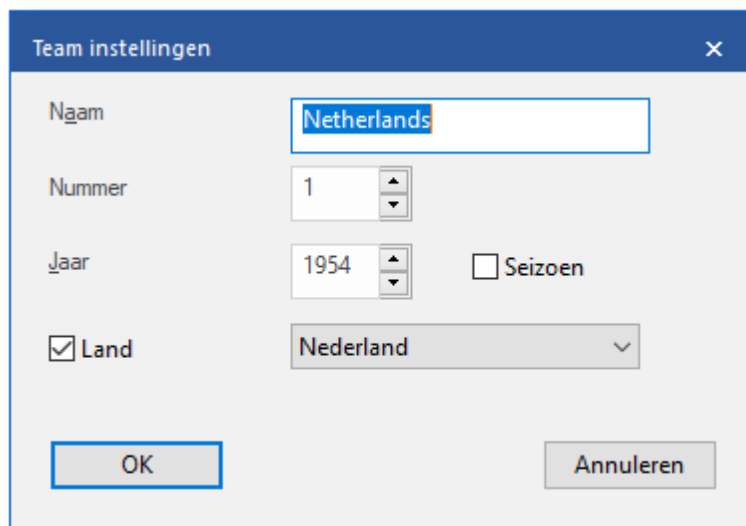 Team instellingen
Naam
Netherlands
Nummer
1
Jaar
1954
Seizoen
Land
Nederland
OK
Annuleren